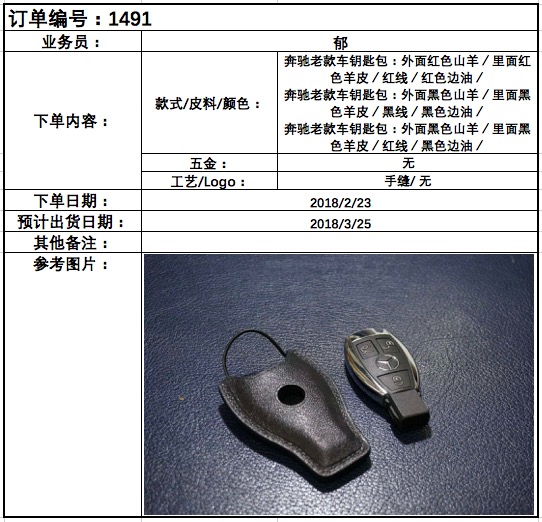 订单编号：1491
业务员：
郁
下单内容：
款式/皮料/颜色：
奔驰老款车钥匙包：外面红色山羊 / 里面红
色羊皮 / 红线 / 红色边油 /
奔驰老款车钥匙包：外面黑色山羊 / 里面黑
色羊皮 / 黑线 / 黑色边油 /
奔驰老款车钥匙包：外面黑色山羊 / 里面黑
色羊皮 / 红线 / 黑色边油 /
五金：
无
工艺/Logo：
手缝/ 无
下单日期：
2018/2/23
预计出货日期：
2018/3/25
其他备注：
参考图片：